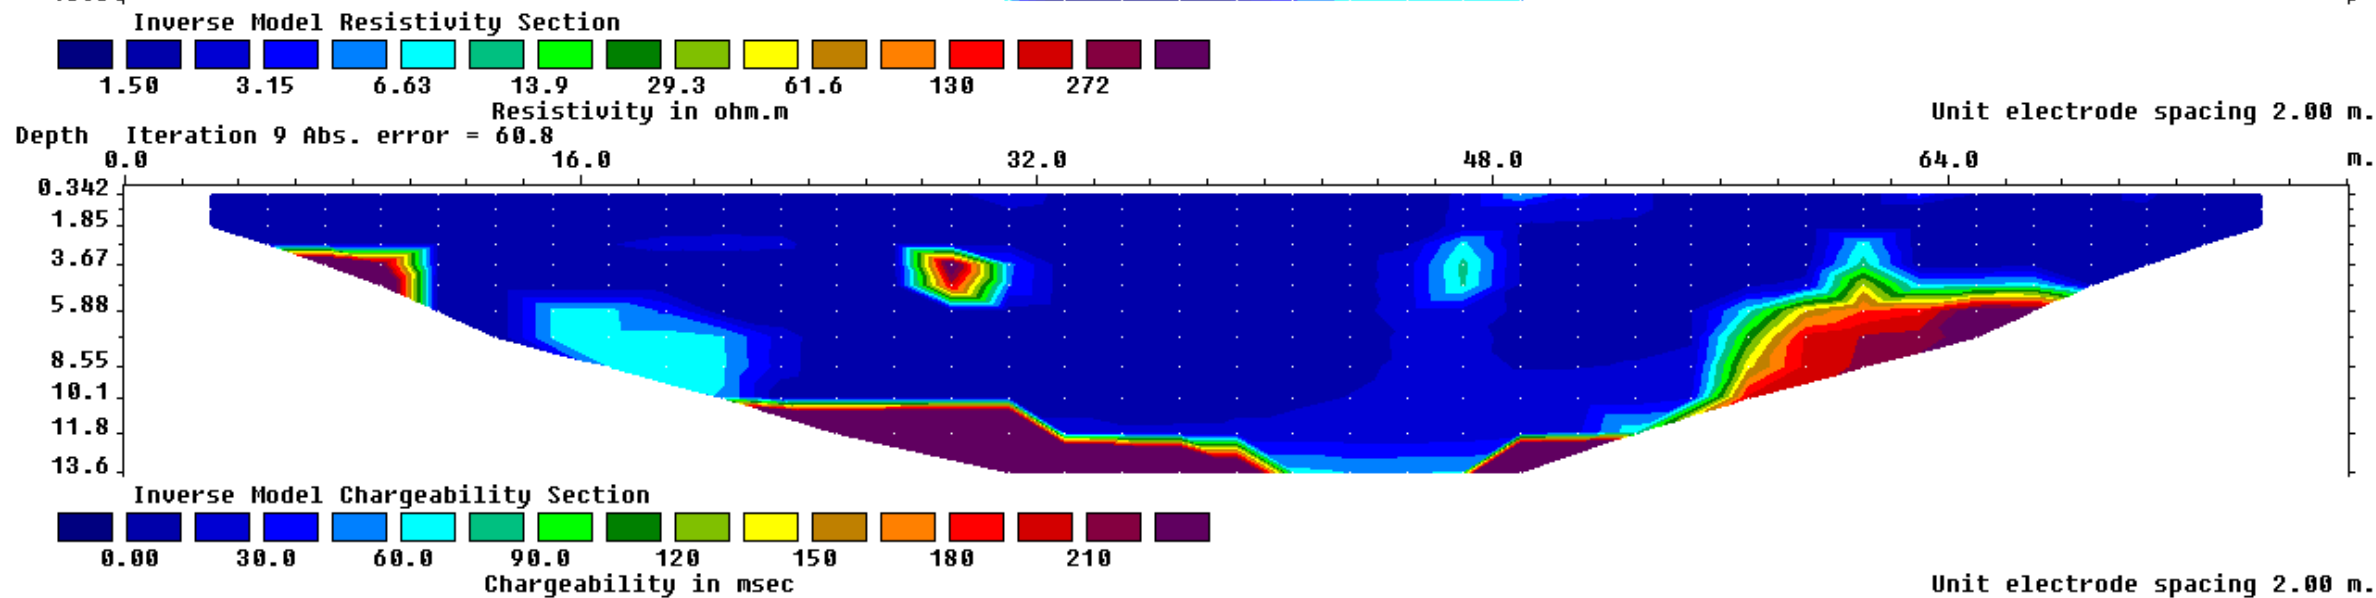 Inverse Model Resistivity Section
1.50 3.15 6.63 13.9 29.3 61.6 130 272
Resistivity in ohm.m Unit electrode spacing 2.00 m.
Depth Iteration 9 Abs. error = 60.8
0.0 16.0 32.0 48.0 64.0 m.
0.342
1.85
3.67
5.88
8.55
10.1
11.8
13.6
Inverse Model Chargeability Section
0.00 30.0 60.0 90.0 120 150 180 210
Chargeability in msec Unit electrode spacing 2.00 m.